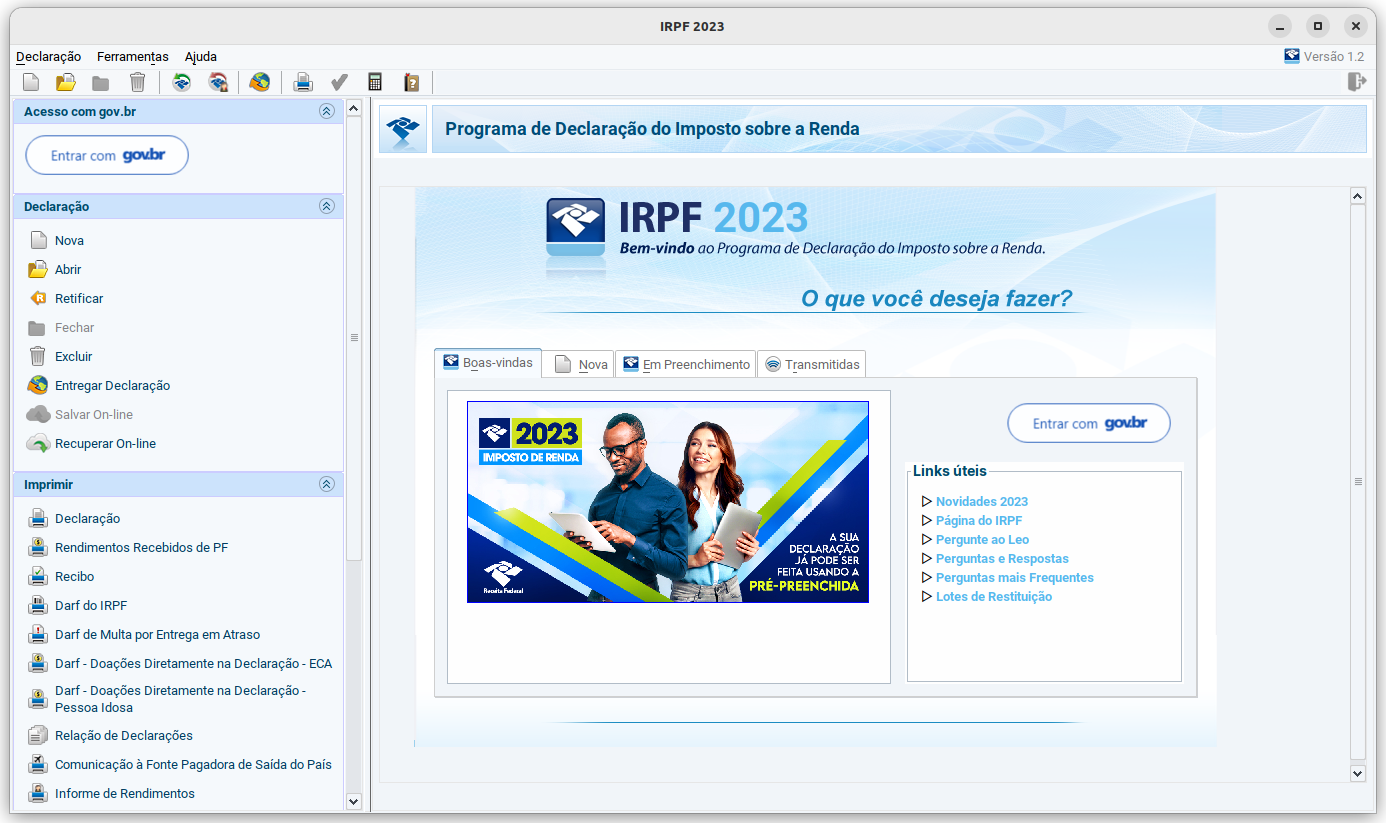 IRPF 2023
Declaração Ferramentas Ajuda
Versão 1.2
Acesso com gov.br
Entrar com gov.br
Declaração
Nova
Abrir
Retificar
Fechar
Excluir
Entregar Declaração
Salvar On-line
Recuperar On-line
Imprimir
Declaração
Rendimentos Recebidos de PF
Recibo
Darf do IRPF
Darf de Multa por Entrega em Atraso
Darf - Doações Diretamente na Declaração - ECA
Darf - Doações Diretamente na Declaração -
Pessoa Idosa
Relação de Declarações
Comunicação à Fonte Pagadora de Saída do País
Informe de Rendimentos
Programa de Declaração do Imposto sobre a Renda
IRPF 2023
Bem-vindo ao Programa de Declaração do Imposto sobre a Renda.
O que você deseja fazer?
Boas-vindas Nova Em Preenchimento Transmitidas
2023
IMPOSTO DE RENDA
A SUA
DECLARAÇÃO
JÁ PODE SER
FEITA USANDO A
PRÉ-PREENCHIDA
Receita Federal
Entrar com gov.br
Links úteis
Novidades 2023
Página do IRPF
Pergunte ao Leo
Perguntas e Respostas
Perguntas mais Frequentes
Lotes de Restituição